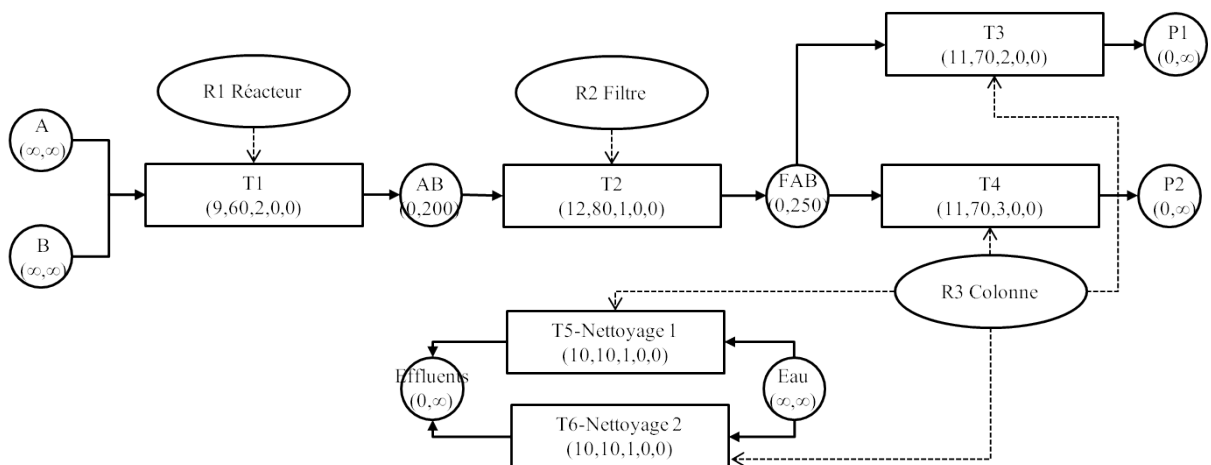 T3
(11,70,2,0,0)
P1
(0,∞)
R1 Réacteur
R2 Filtre
A
(∞,∞)
T1
(9,60,2,0,0)
AB
(0,200)
T2
(12,80,1,0,0)
FAB
(0,250)
T4
(11,70,3,0,0)
P2
(0,∞)
B
(∞,∞)
R3 Colonne
T5-Nettoyage 1
(10,10,1,0,0)
Effluents
(0,∞)
Eau
(∞,∞)
T6-Nettoyage 2
(10,10,1,0,0)